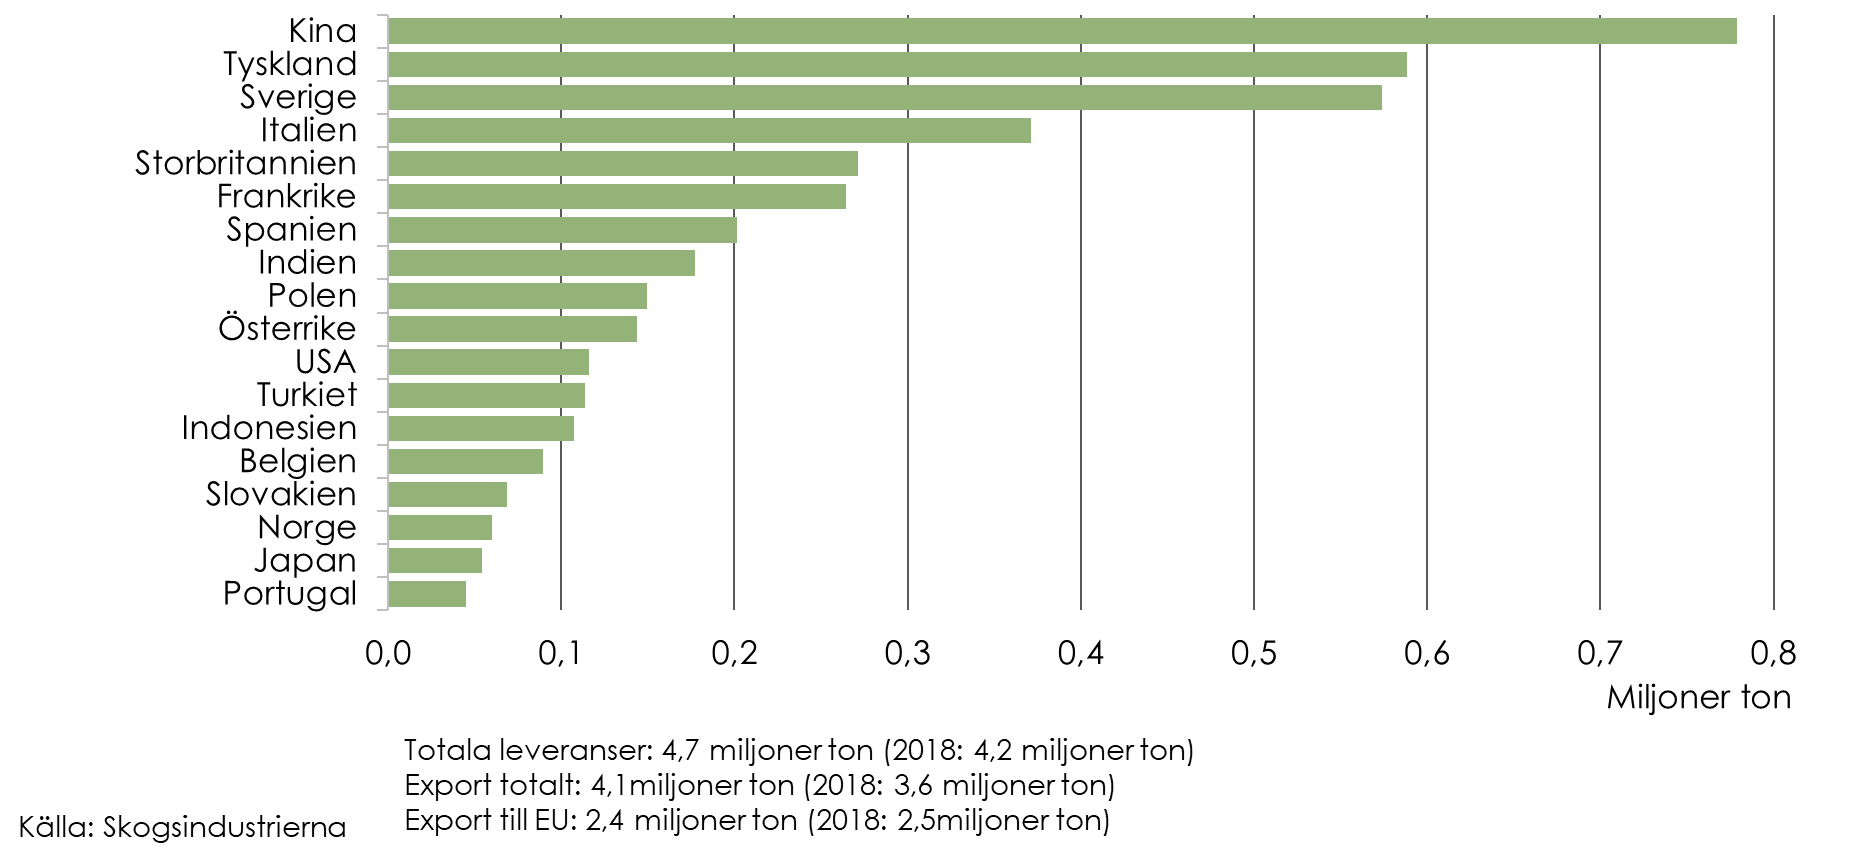 Kina
Tyskland
Sverige
Italien
Storbritannien
Frankrike
Spanien
Indien
Polen
Österrike
USA
Turkiet
Indonesien
Belgien
Slovakien
Norge
Japan
Portugal
0,0 0,1 0,2 0,3 0,4 0,5 0,6 0,7 0,8
Miljoner ton
Totala leveranser: 4,7 miljoner ton (2018: 4,2 miljoner ton)
Export totalt: 4,1miljoner ton (2018: 3,6 miljoner ton)
Export till EU: 2,4 miljoner ton (2018: 2,5miljoner ton)
Källa: Skogsindustrierna